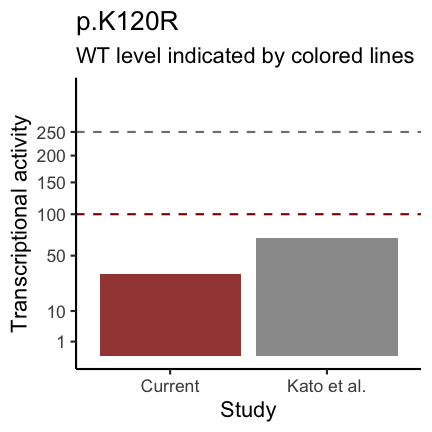 p.K120R
WT level indicated by colored lines
Transcriptional activity
250
200
150
100
50
10
1
Current
Kato et al.
Study